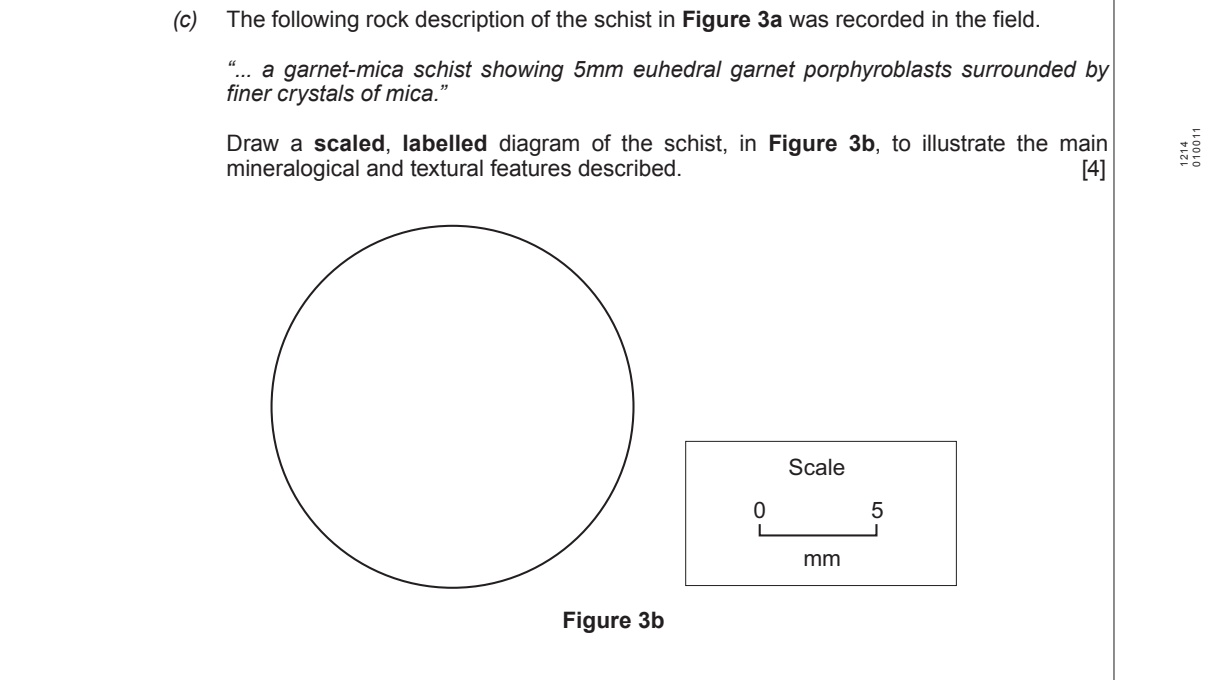 (c) The following rock description of the schist in Figure 3a was recorded in the field.
“... a garnet-mica schist showing 5mm euhedral garnet porphyroblasts surrounded by
finer crystals of mica.”
Draw a scaled, labelled diagram of the schist, in Figure 3b, to illustrate the main
mineralogical and textural features described. [4]
1214
010011
Scale
0 5
mm
Figure 3b